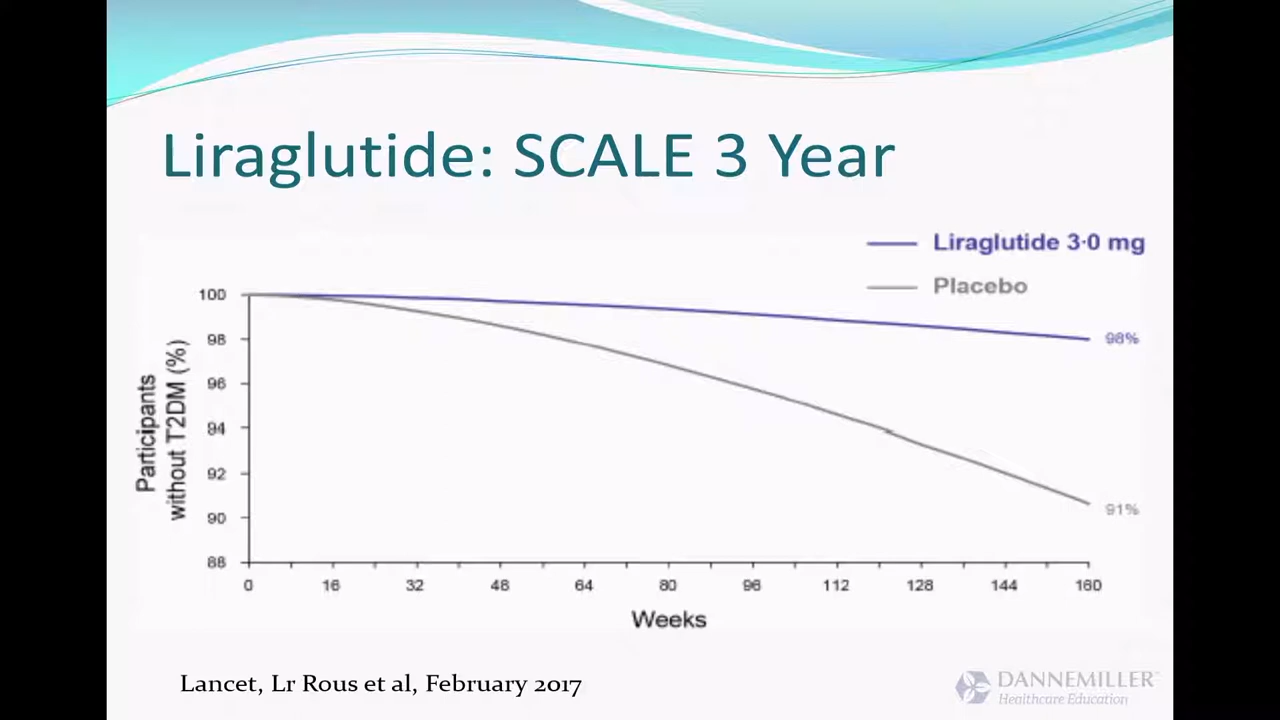 Liraglutide: SCALE 3 Year
Liraglutide 3·0 mg
Placebo
Participants
without T2DM (%)
100
98
96
94
92
90
88
98%
91%
0 16 32 48 64 80 96 112 128 144 160
Weeks
Lancet, Lr Rous et al, February 2017
DANNEMILLER
Healthcare Education